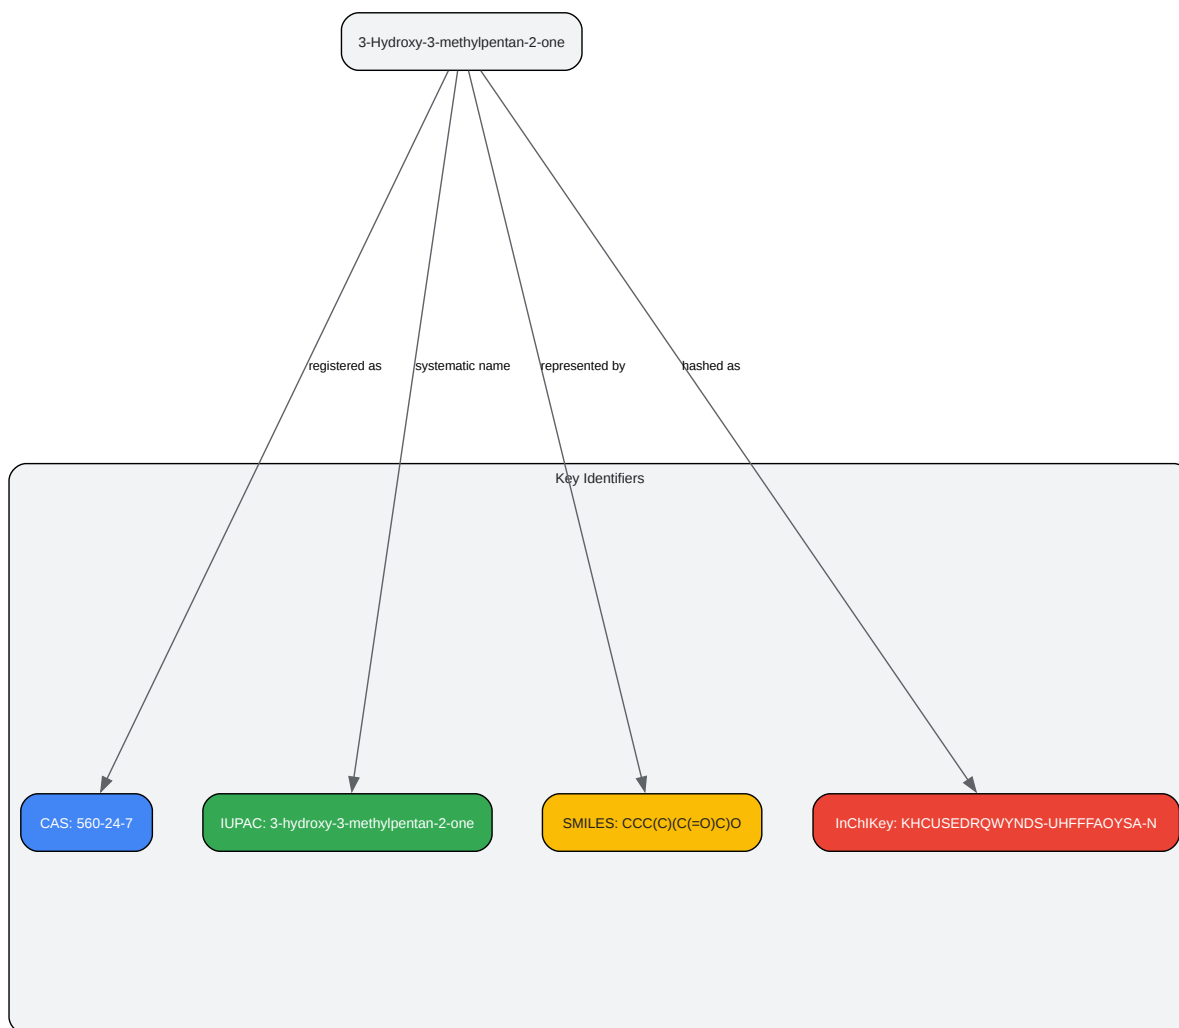 3-Hydroxy-3-methylpentan-2-one
registered as
systematic name
represented by
hashed as
Key Identifiers
CAS: 560-24-7
IUPAC: 3-hydroxy-3-methylpentan-2-one
SMILES: CCC(C)(C(=O)C)O
InChIKey: KHCUSEDRQWYNDS-UHFFFAOYSA-N